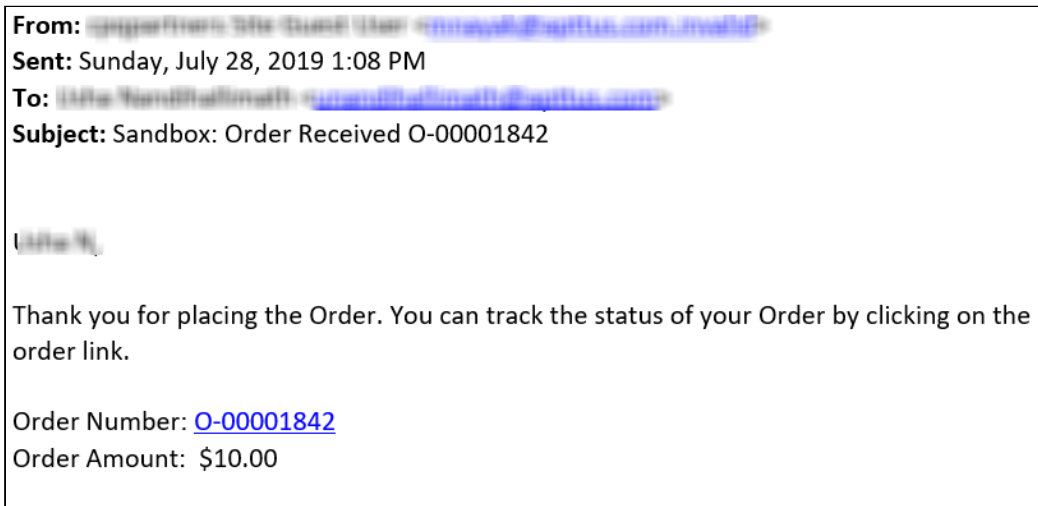 From:
Sent: Sunday, July 28, 2019 1:08 PM
To:
Subject: Sandbox: Order Received O-00001842
Thank you for placing the Order. You can track the status of your Order by clicking on the
order link.
Order Number: O-00001842
Order Amount: $10.00